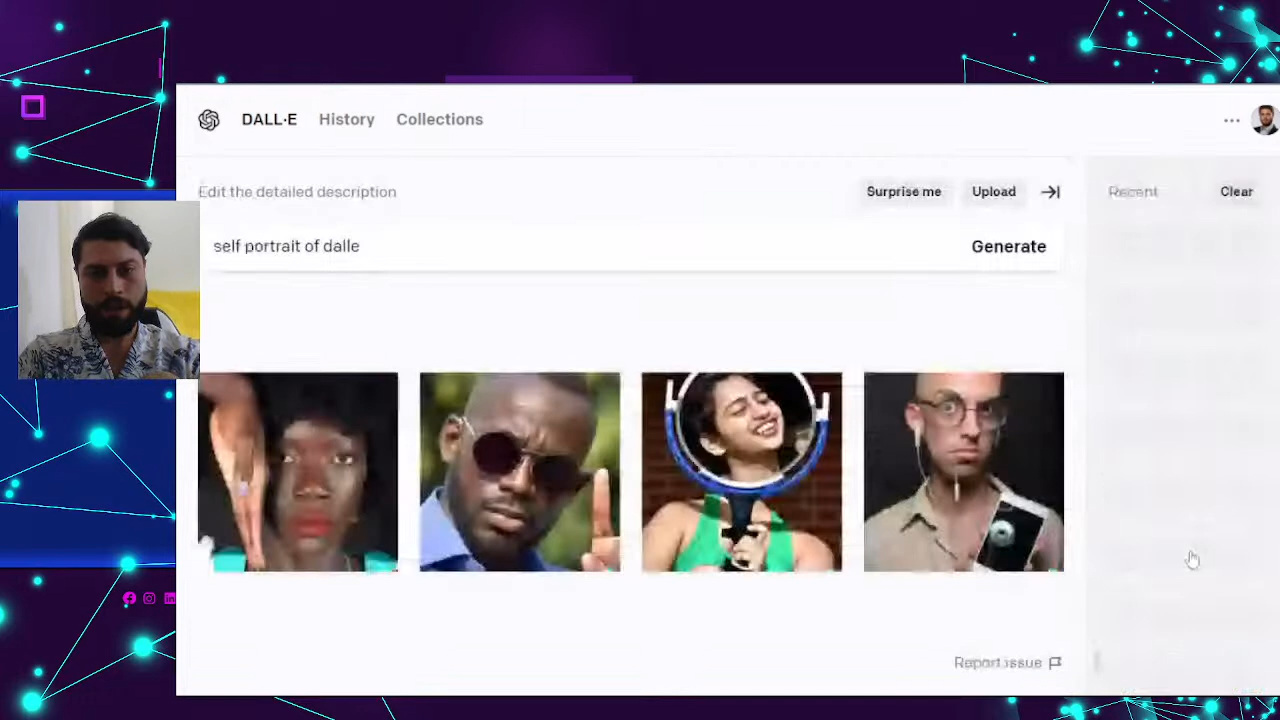 DALL·E History Collections
Edit the detailed description Surprise me Upload Recent Clear
self portrait of dalle Generate
Report issue